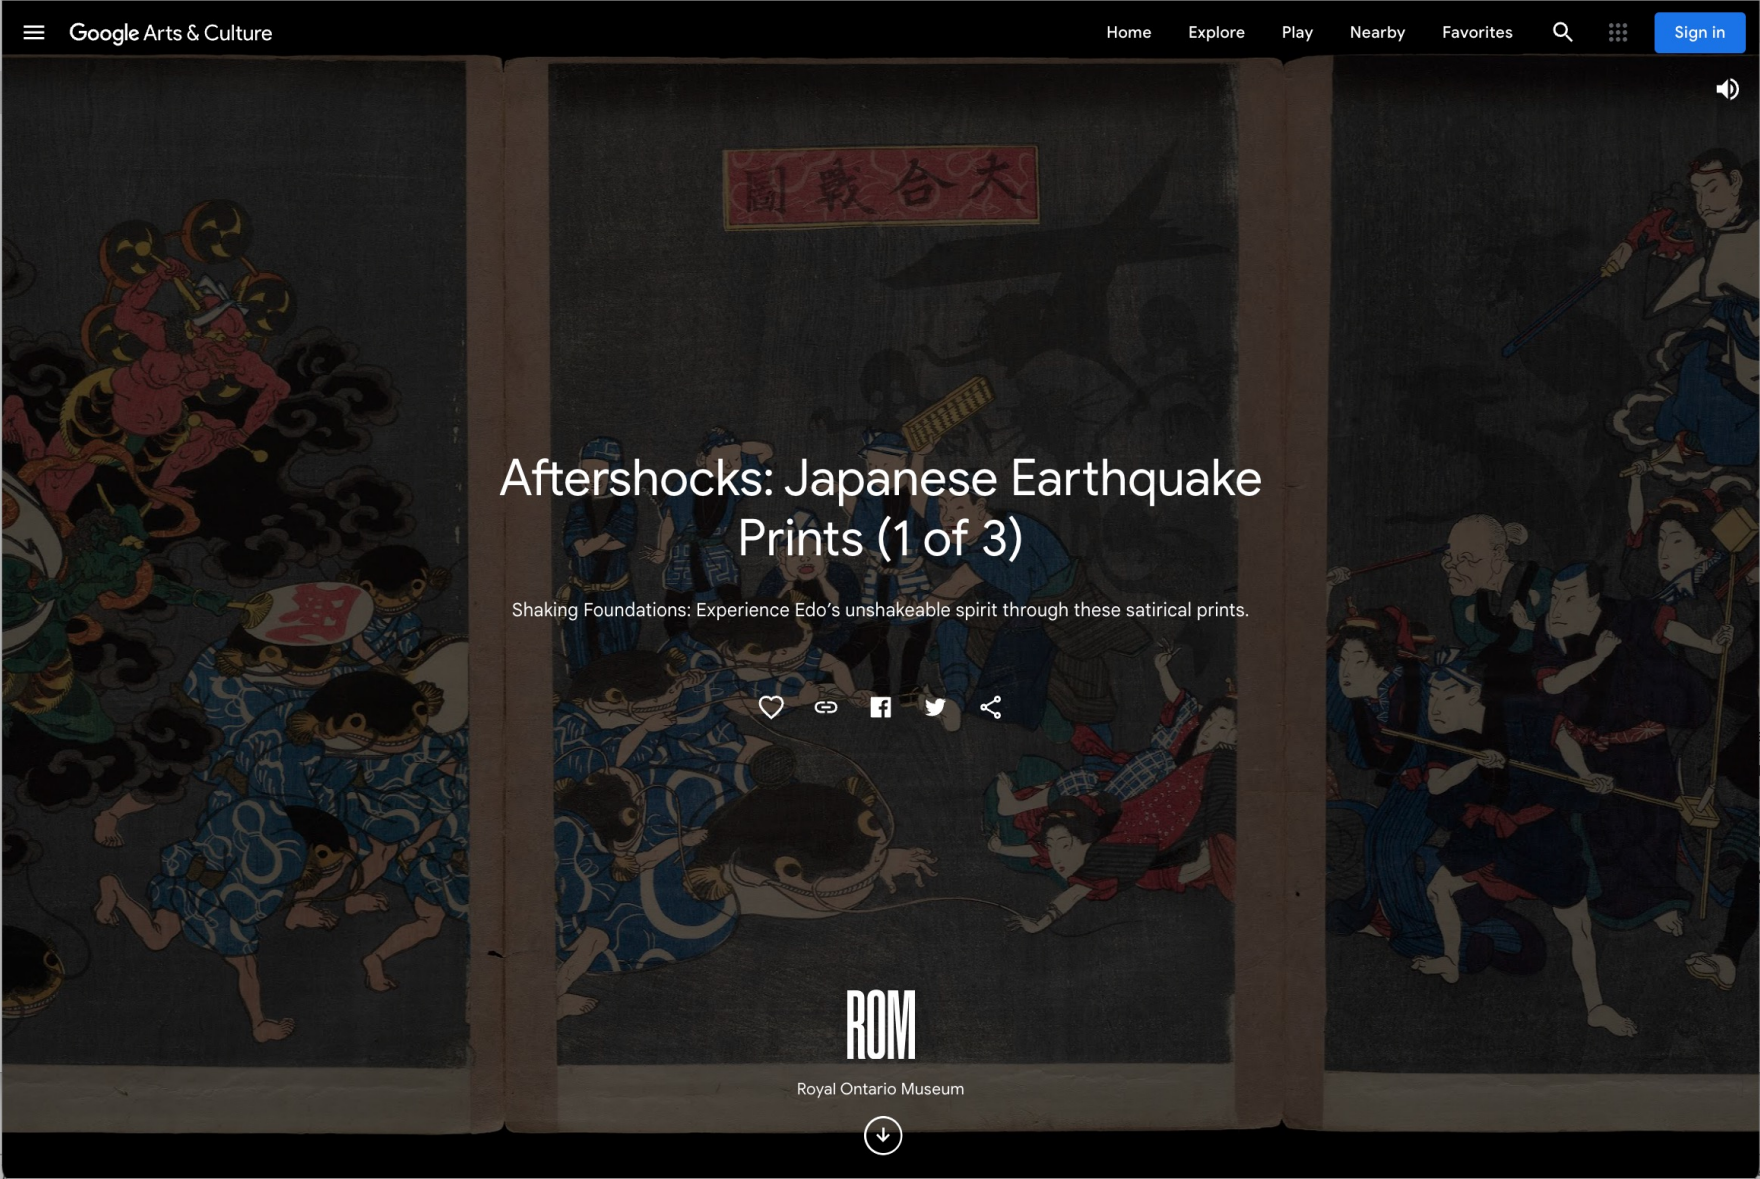 Google Arts & Culture
Home
Explore
Play
Nearby
Favorites
Sign in
大合戰圖
Aftershocks: Japanese Earthquake
Prints (1 of 3)
Shaking Foundations: Experience Edo’s unshakeable spirit through these satirical prints.
ROM
Royal Ontario Museum